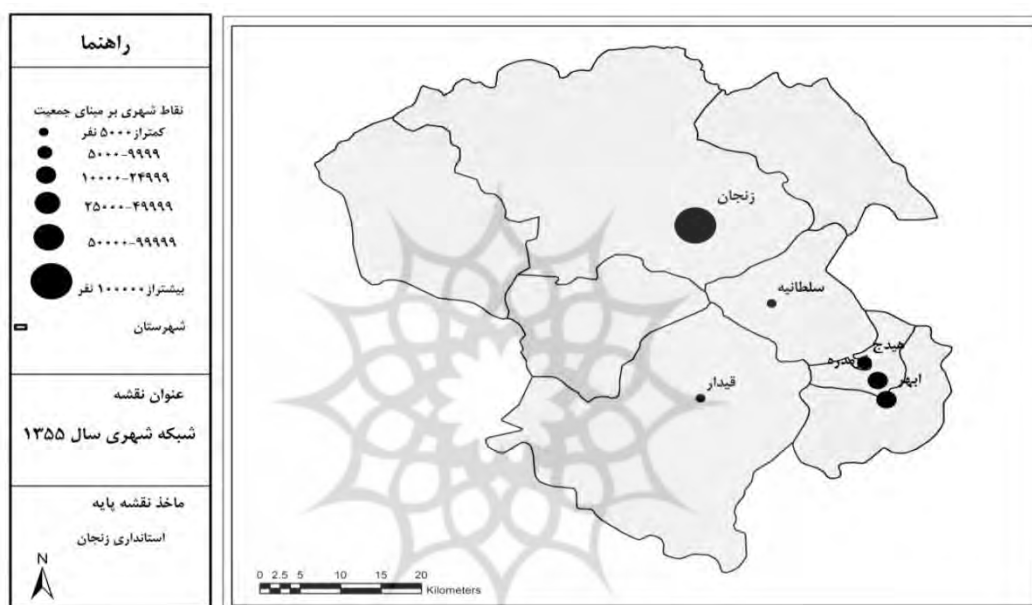 راهنما
نقاط شهری بر مبنای جمعیت
کمتراز ۵۰۰۰ نفر
۵۰۰۰-۹۹۹۹
۱۰۰۰۰-۲۴۹۹۹
۲۵۰۰۰-۴۹۹۹۹
۵۰۰۰۰-۹۹۹۹۹
بیشتراز ۱۰۰۰۰۰ نفر
شهرستان
عنوان نقشه
شبکه شهری سال ۱۳۵۵
ماخذ نقشه پایه
استانداری زنجان
N
زنجان
سلطانیه
هیدج
ابهر
قیدار
0 2.5 5 10 15 20
Kilometers